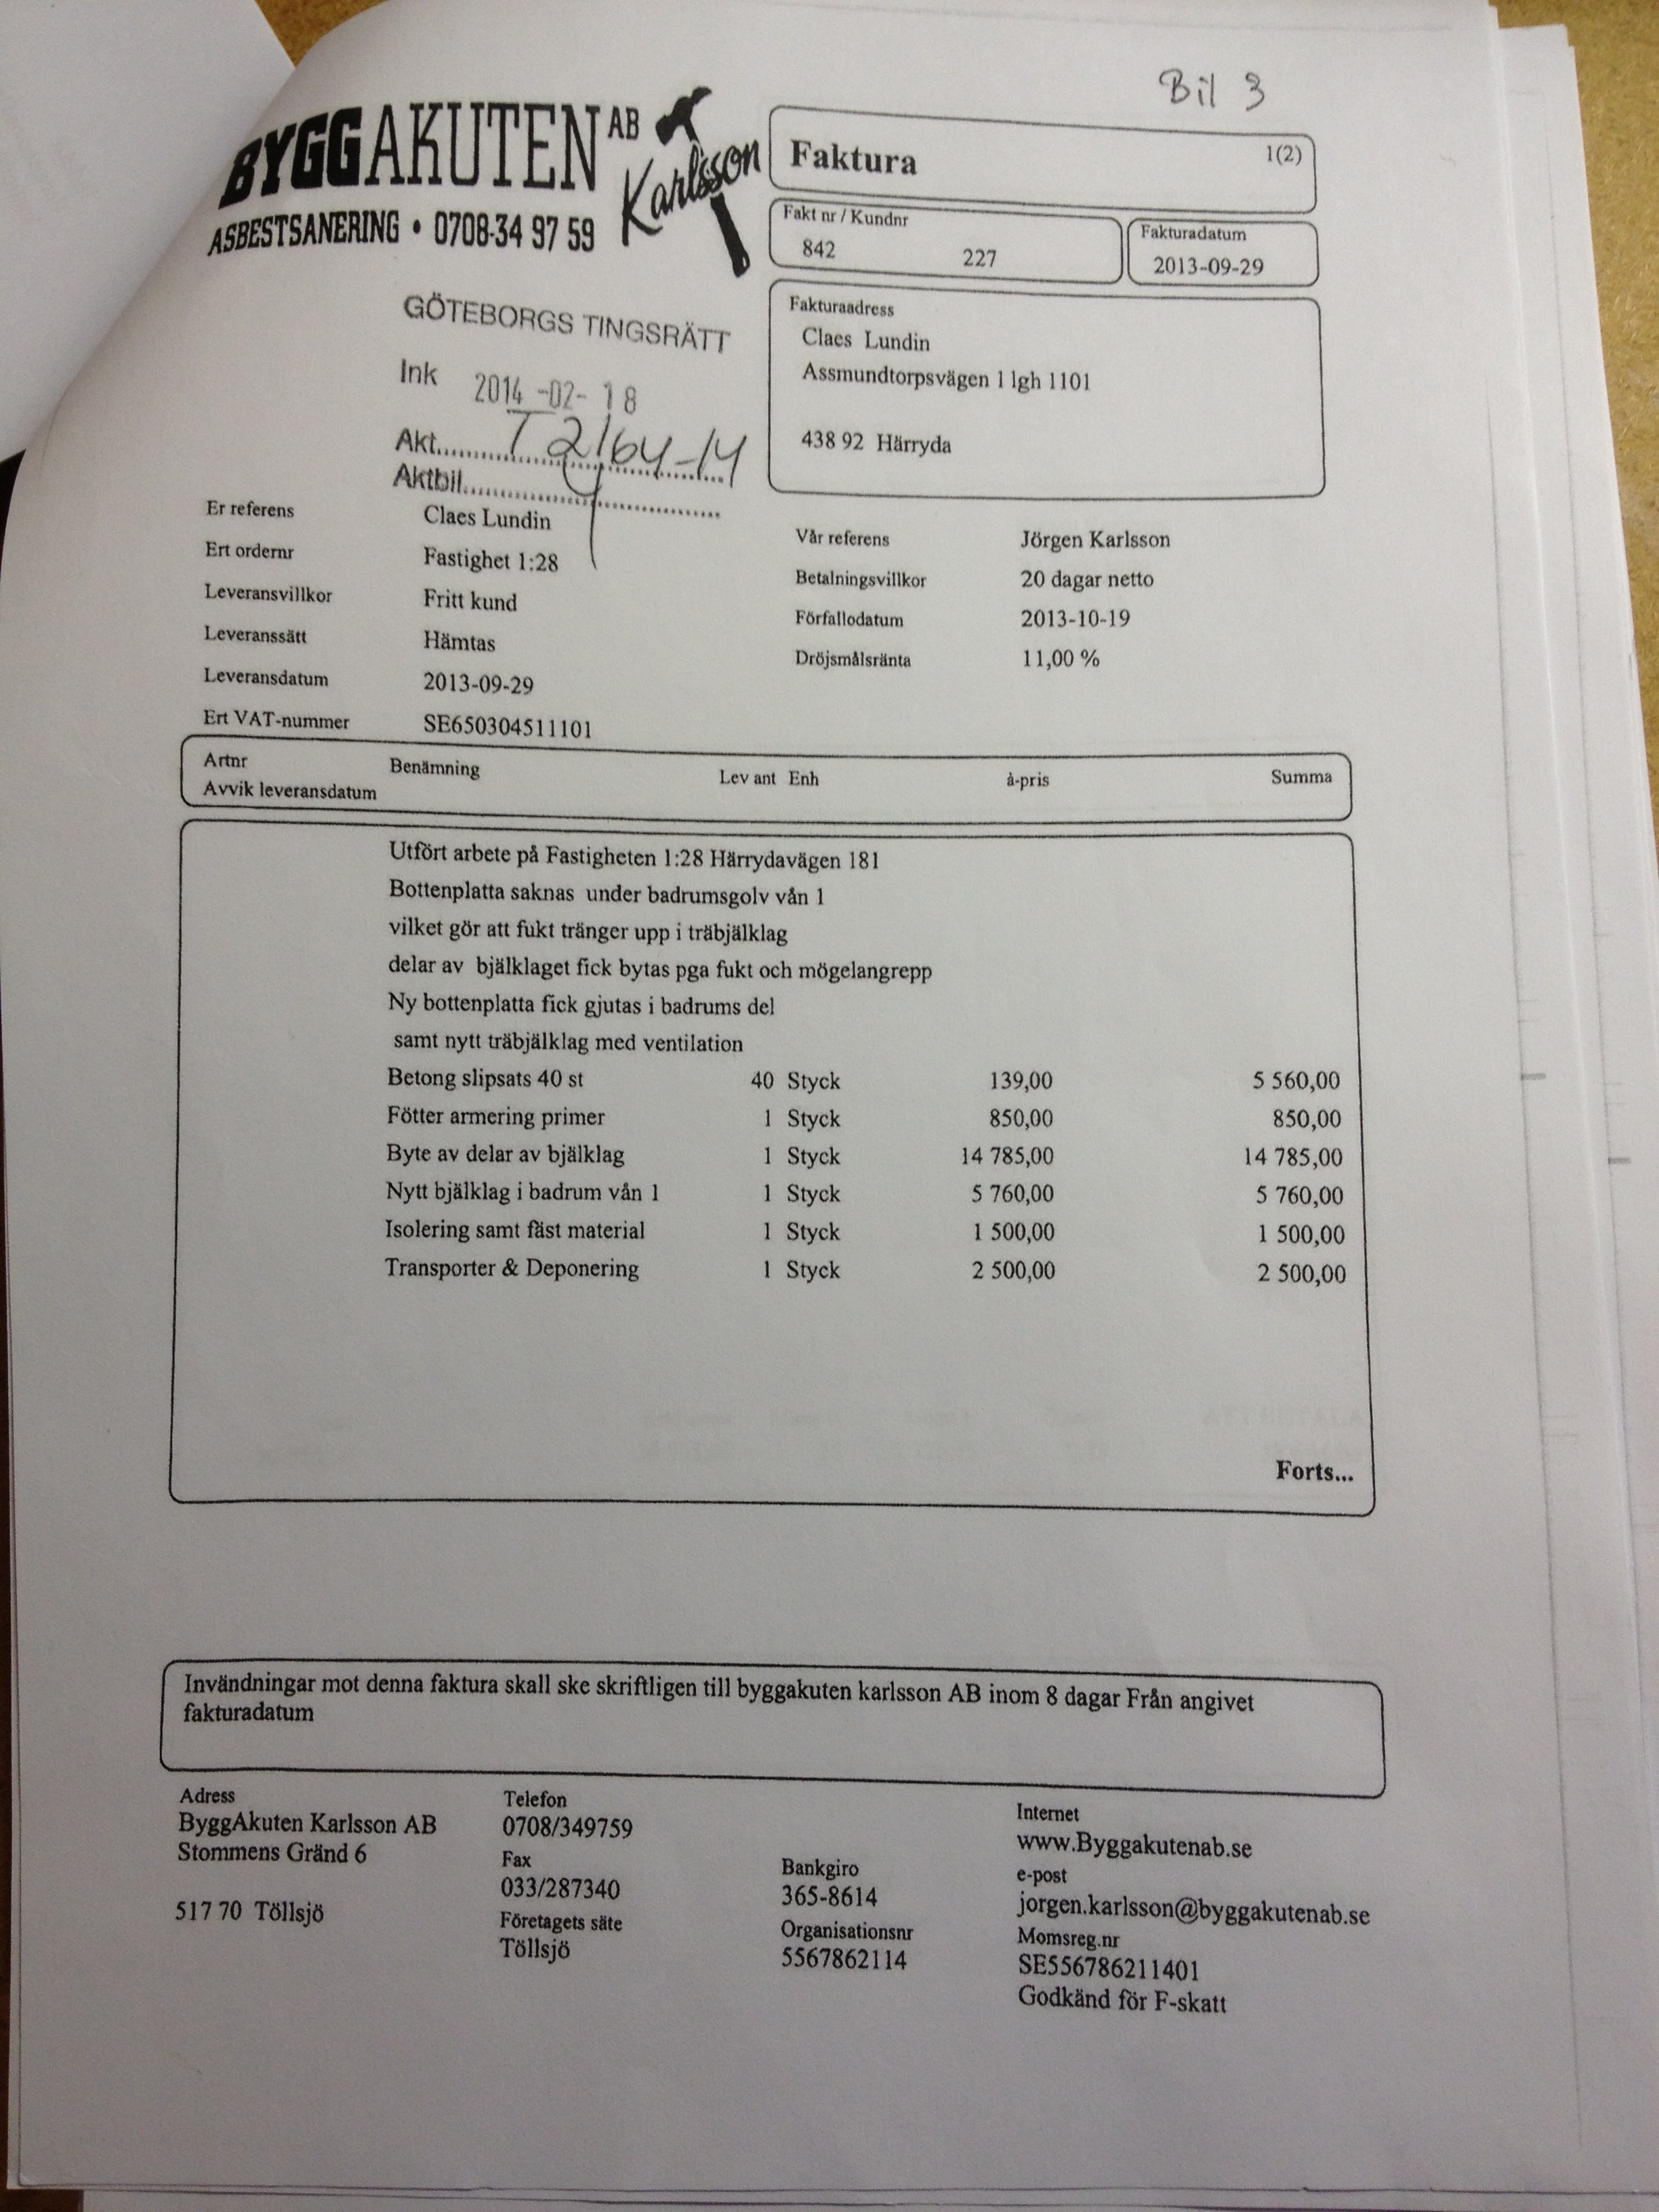 Bil 3
BYGGAKUTEN AB
Karlsson
ASBESTSANERING • 0708-34 97 59
Faktura
1(2)
Fakt nr / Kundnr
842 227
Fakturadatum
2013-09-29
GÖTEBORGS TINGSRÄTT
Ink 2014-02-18
Akt T 2164-14
Aktbil 4
Fakturaadress
Claes Lundin
Assmundtorpsvägen 1 lgh 1101
438 92 Härryda
Er referens Claes Lundin
Ert ordernr Fastighet 1:28
Leveransvillkor Fritt kund
Leveranssätt Hämtas
Leveransdatum 2013-09-29
Ert VAT-nummer SE650304511101
Vår referens Jörgen Karlsson
Betalningsvillkor 20 dagar netto
Förfallodatum 2013-10-19
Dröjsmålsränta 11,00 %
Artnr Benämning Lev ant Enh à-pris Summa
Avvik leveransdatum
Utfört arbete på Fastigheten 1:28 Härrydavägen 181
Bottenplatta saknas under badrumsgolv vån 1
vilket gör att fukt tränger upp i träbjälklag
delar av bjälklaget fick bytas pga fukt och mögelangrepp
Ny bottenplatta fick gjutas i badrums del
samt nytt träbjälklag med ventilation
Betong slipsats 40 st 40 Styck 139,00 5 560,00
Fötter armering primer 1 Styck 850,00 850,00
Byte av delar av bjälklag 1 Styck 14 785,00 14 785,00
Nytt bjälklag i badrum vån 1 1 Styck 5 760,00 5 760,00
Isolering samt fäst material 1 Styck 1 500,00 1 500,00
Transporter & Deponering 1 Styck 2 500,00 2 500,00
Forts...
Invändningar mot denna faktura skall ske skriftligen till byggakuten karlsson AB inom 8 dagar Från angivet
fakturadatum
Adress
ByggAkuten Karlsson AB
Stommens Gränd 6
517 70 Töllsjö
Telefon
0708/349759
Fax
033/287340
Företagets säte
Töllsjö
Bankgiro
365-8614
Organisationsnr
5567862114
Internet
www.Byggakutenab.se
e-post
jorgen.karlsson@byggakutenab.se
Momsreg.nr
SE556786211401
Godkänd för F-skatt